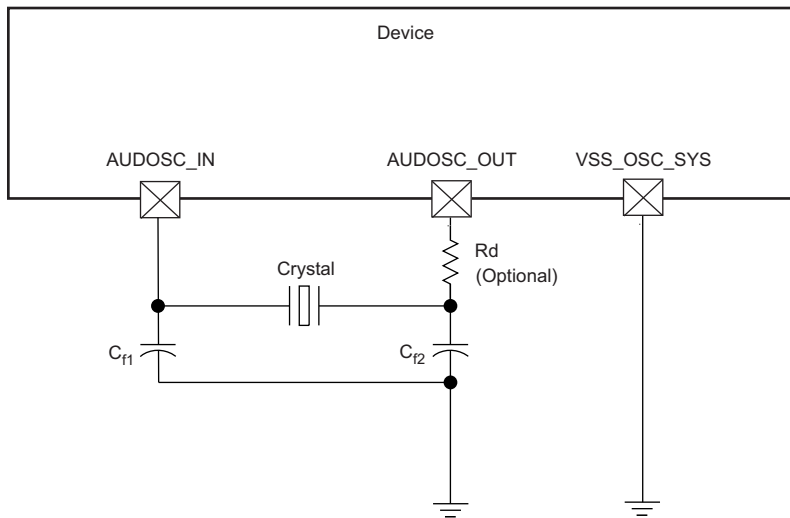 Device
AUDOSC_IN
AUDOSC_OUT
VSS_OSC_SYS
Rd
(Optional)
Crystal
Cf1
Cf2